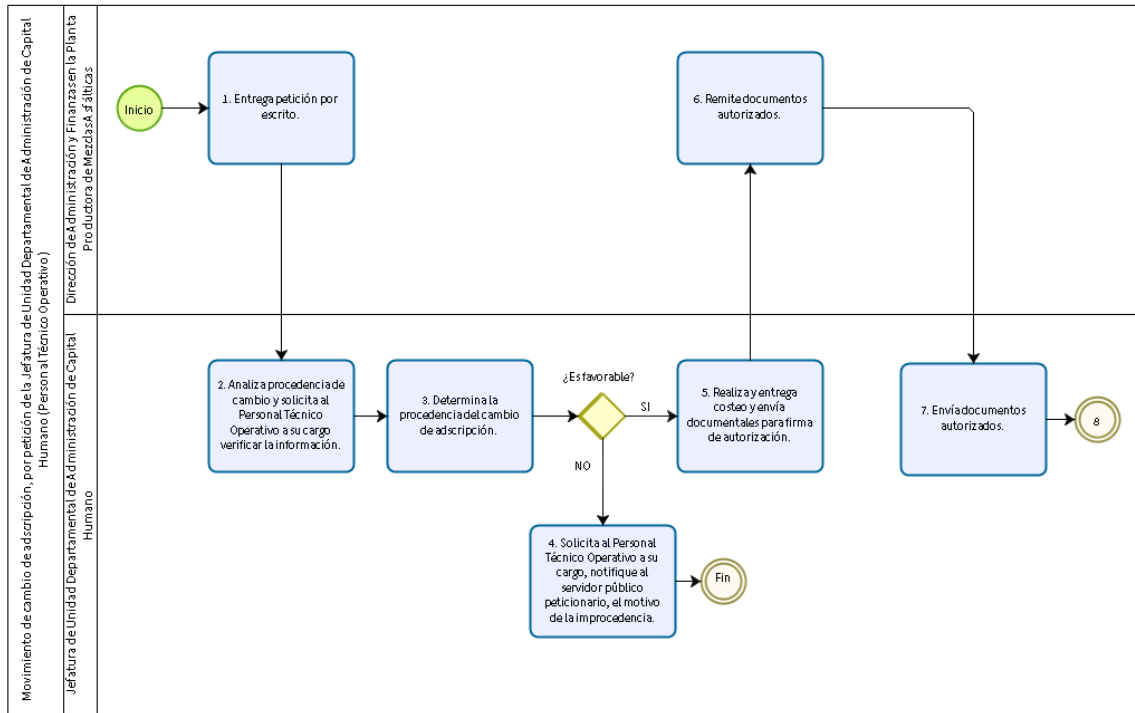 Movimiento de cambio de adscripción, por petición de la Jefatura de Unidad Departamental de Administración de Capital
Humano (Personal Técnico Operativo)
Dirección de Administración y Finanzas en la Planta
Productora de Mezclas Asfálticas
Inicio
1. Entrega petición por
escrito.
6. Remite documentos
autorizados.
Jefatura de Unidad Departamental de Administración de Capital
Humano
2. Analiza procedencia de
cambio y solicita al
Personal Técnico
Operativo a su cargo
verificar la información.
3. Determina la
procedencia del cambio
de adscripción.
¿Es favorable?
SI
NO
5. Realiza y entrega
costeo y envía
documentales para firma
de autorización.
7. Envía documentos
autorizados.
8
4. Solicita al Personal
Técnico Operativo a su
cargo, notifique al
servidor público
peticionario, el motivo
de la improcedencia.
Fin